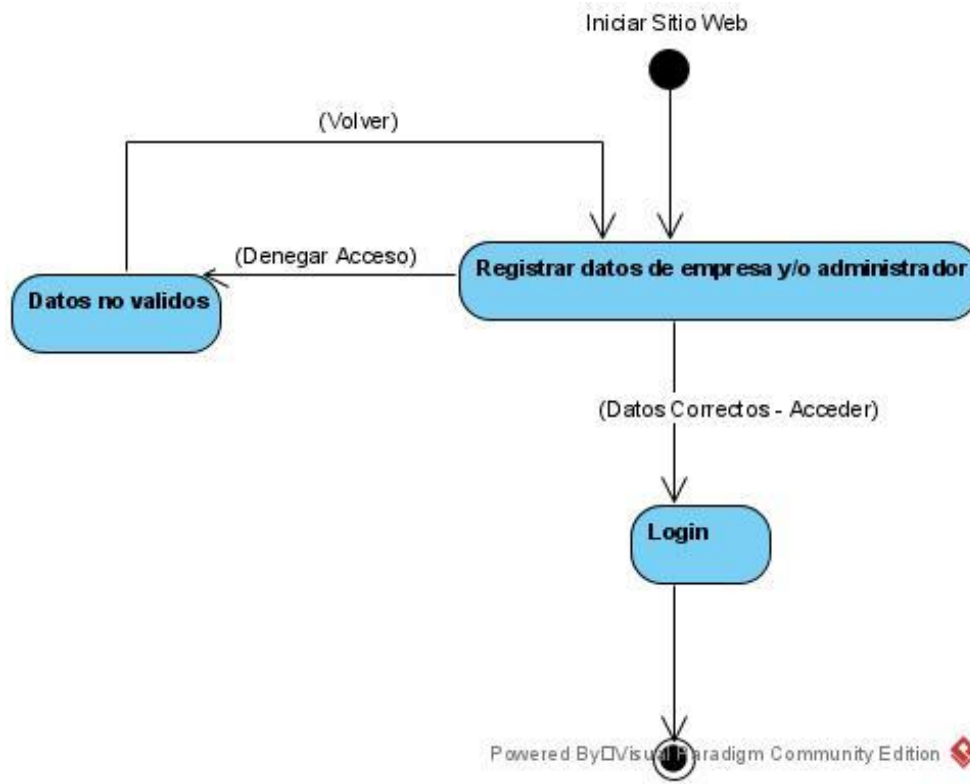 Iniciar Sitio Web
(Volver)
(Denegar Acceso)
Registrar datos de empresa y/o administrador
Datos no validos
(Datos Correctos - Acceder)
Login
Powered By□Visual Paradigm Community Edition